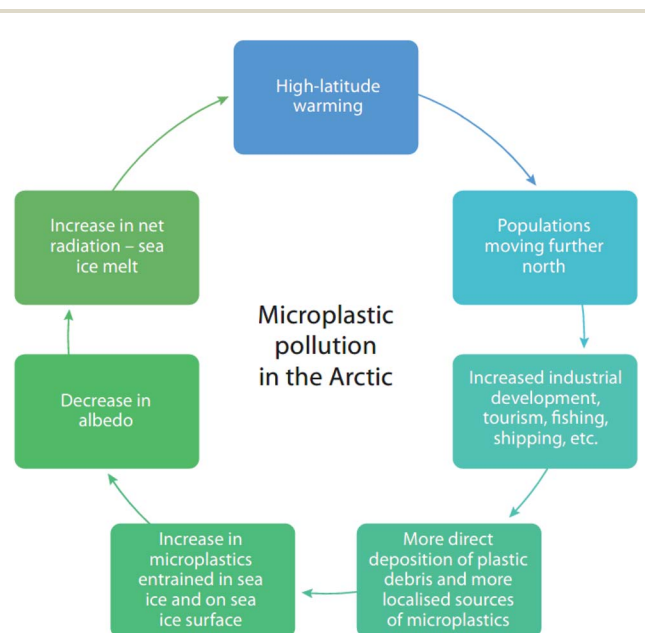 High-latitude
warming
Populations
moving further
north
Increased industrial
development,
tourism, fishing,
shipping, etc.
More direct
deposition of plastic
debris and more
localised sources
of microplastics
Increase in
microplastics
entrained in sea
ice and on sea
ice surface
Decrease in
albedo
Increase in net
radiation – sea
ice melt
Microplastic
pollution
in the Arctic